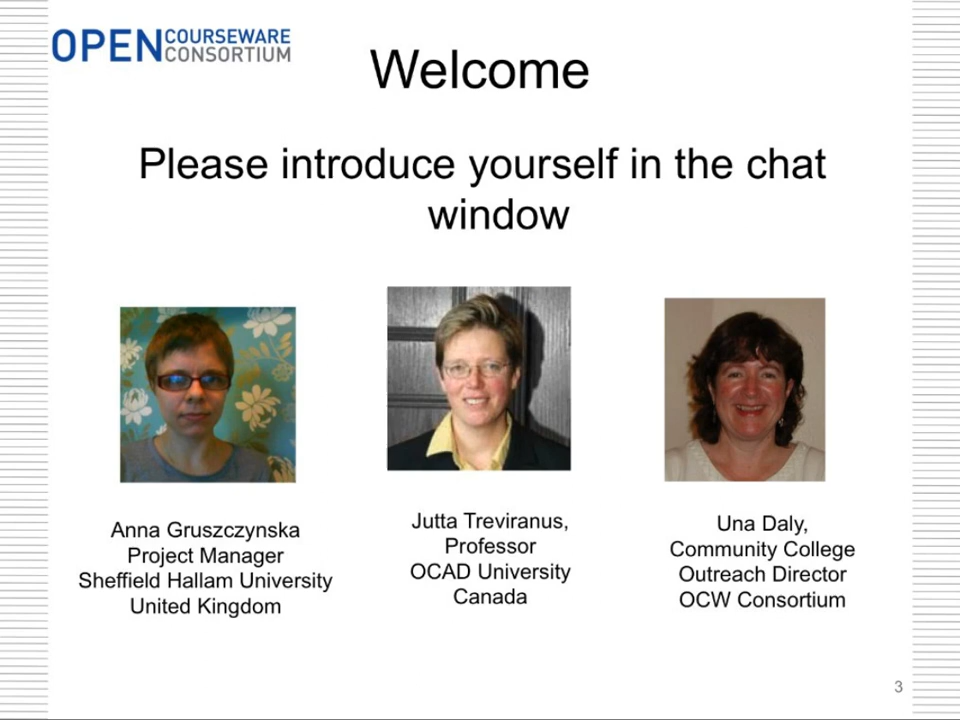 OPEN COURSEWARE CONSORTIUM
Welcome
Please introduce yourself in the chat
window
Anna Gruszczynska
Project Manager
Sheffield Hallam University
United Kingdom
Jutta Treviranus,
Professor
OCAD University
Canada
Una Daly,
Community College
Outreach Director
OCW Consortium
3